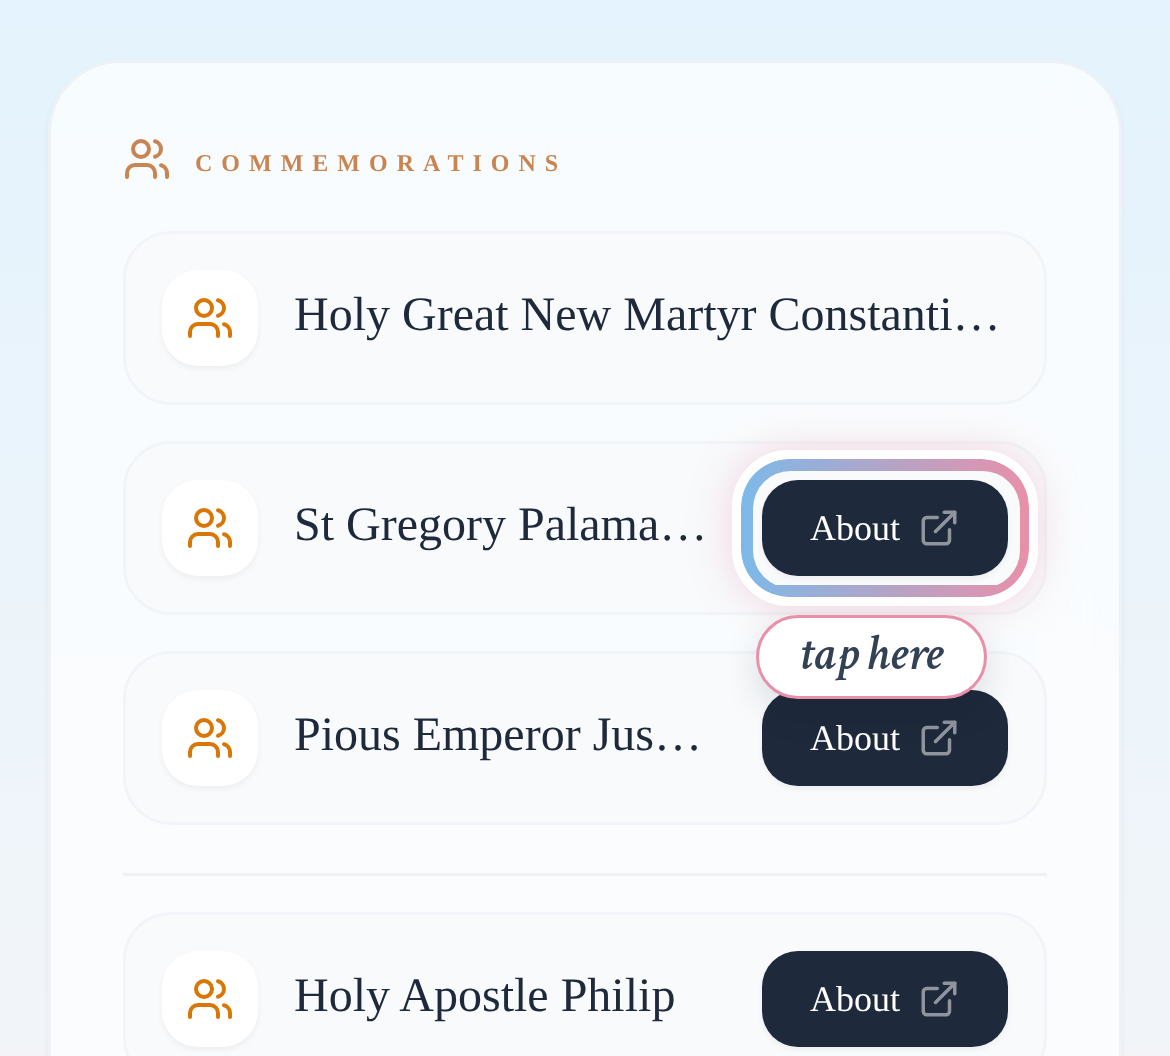 COMMEMORATIONS
Holy Great New Martyr Constanti…
St Gregory Palama…
About
tap here
Pious Emperor Jus…
About
Holy Apostle Philip
About